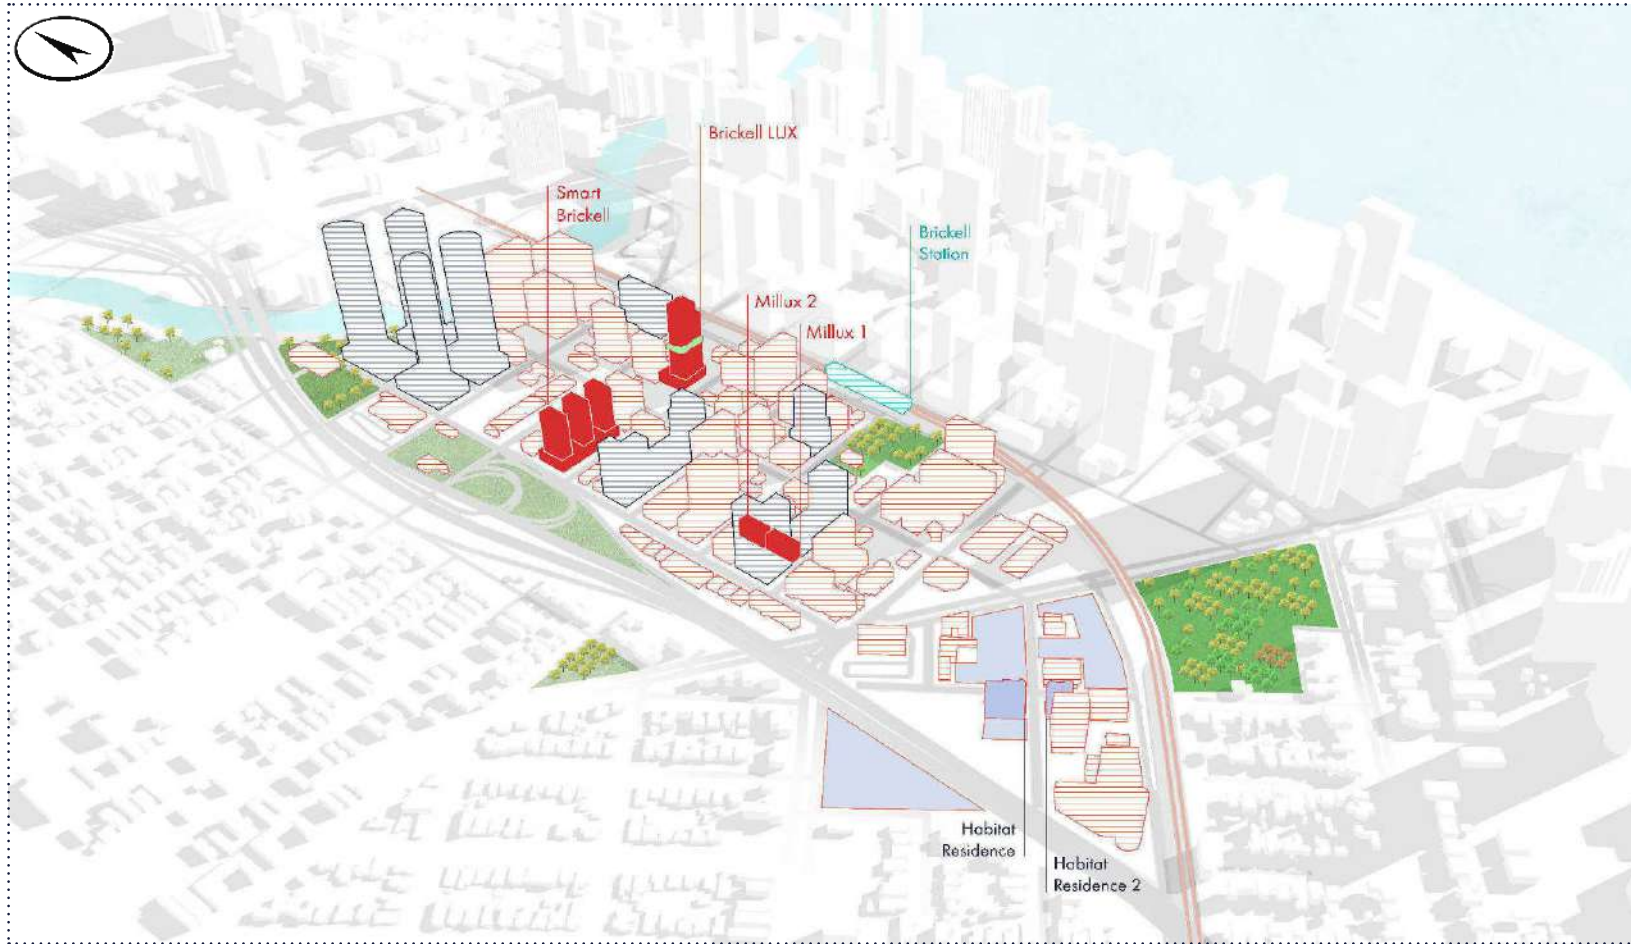 Brickell LUX
Smart
Brickell
Brickell
Station
Millux 2
Millux 1
Habitat
Residence
Habitat
Residence 2